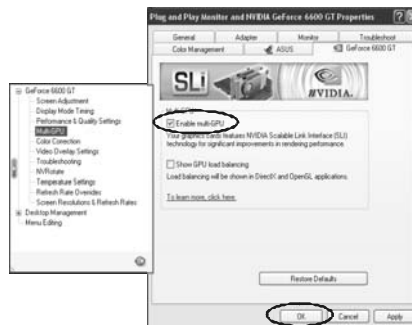 Plug and Play Monitor and NVIDIA GeForce 6600 GT Properties
General
Adapter
Monitor
Troubleshoot
Color Management
ASUS
GeForce 6600 GT
SLi
NVIDIA.
Multi-GPU
Enable multi-GPU
Your graphics cards features NVIDIA Scalable Link Interface (SLI)
technology for significant improvements in rendering performance.
Show GPU load balancing
Load balancing will be shown in DirectX and OpenGL applications.
To learn more, click here.
Restore Defaults
OK
Cancel
Apply
GeForce 6600 GT
Screen Adjustment
Display Mode Timing
Performance & Quality Settings
Multi-GPU
Color Correction
Video Overlay Settings
Troubleshooting
NVRotate
Temperature Settings
Refresh Rate Overrides
Screen Resolutions & Refresh Rates
Desktop Management
Menu Editing